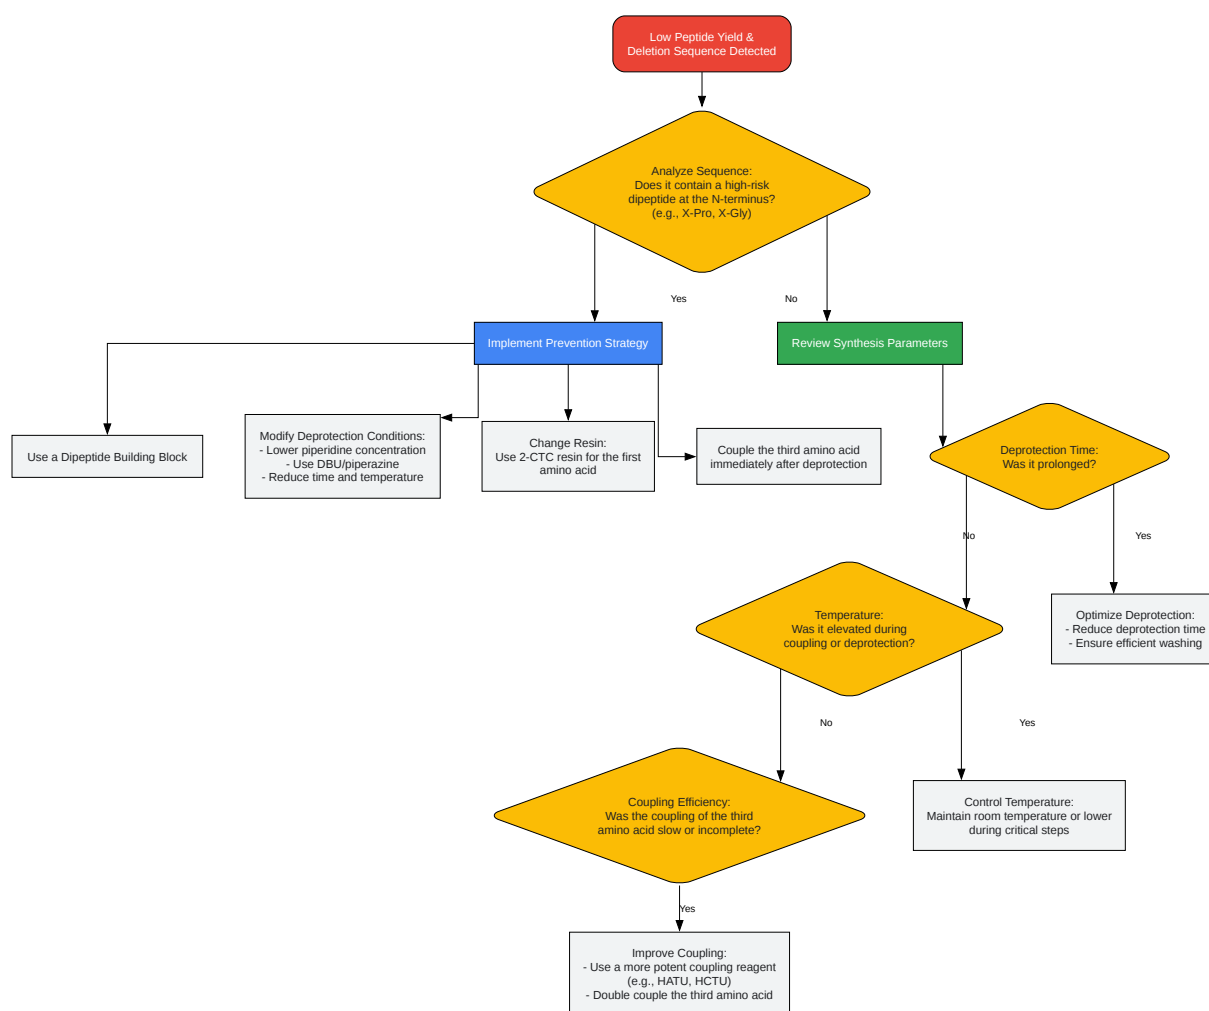 Low Peptide Yield &
Deletion Sequence Detected
Analyze Sequence:
Does it contain a high-risk
dipeptide at the N-terminus?
(e.g., X-Pro, X-Gly)
Yes
No
Implement Prevention Strategy
Review Synthesis Parameters
Use a Dipeptide Building Block
Modify Deprotection Conditions:
- Lower piperidine concentration
- Use DBU/piperazine
- Reduce time and temperature
Change Resin:
Use 2-CTC resin for the first
amino acid
Couple the third amino acid
immediately after deprotection
Deprotection Time:
Was it prolonged?
No
Yes
Temperature:
Was it elevated during
coupling or deprotection?
Optimize Deprotection:
- Reduce deprotection time
- Ensure efficient washing
No
Yes
Coupling Efficiency:
Was the coupling of the third
amino acid slow or incomplete?
Control Temperature:
Maintain room temperature or lower
during critical steps
Yes
Improve Coupling:
- Use a more potent coupling reagent
(e.g., HATU, HCTU)
- Double couple the third amino acid